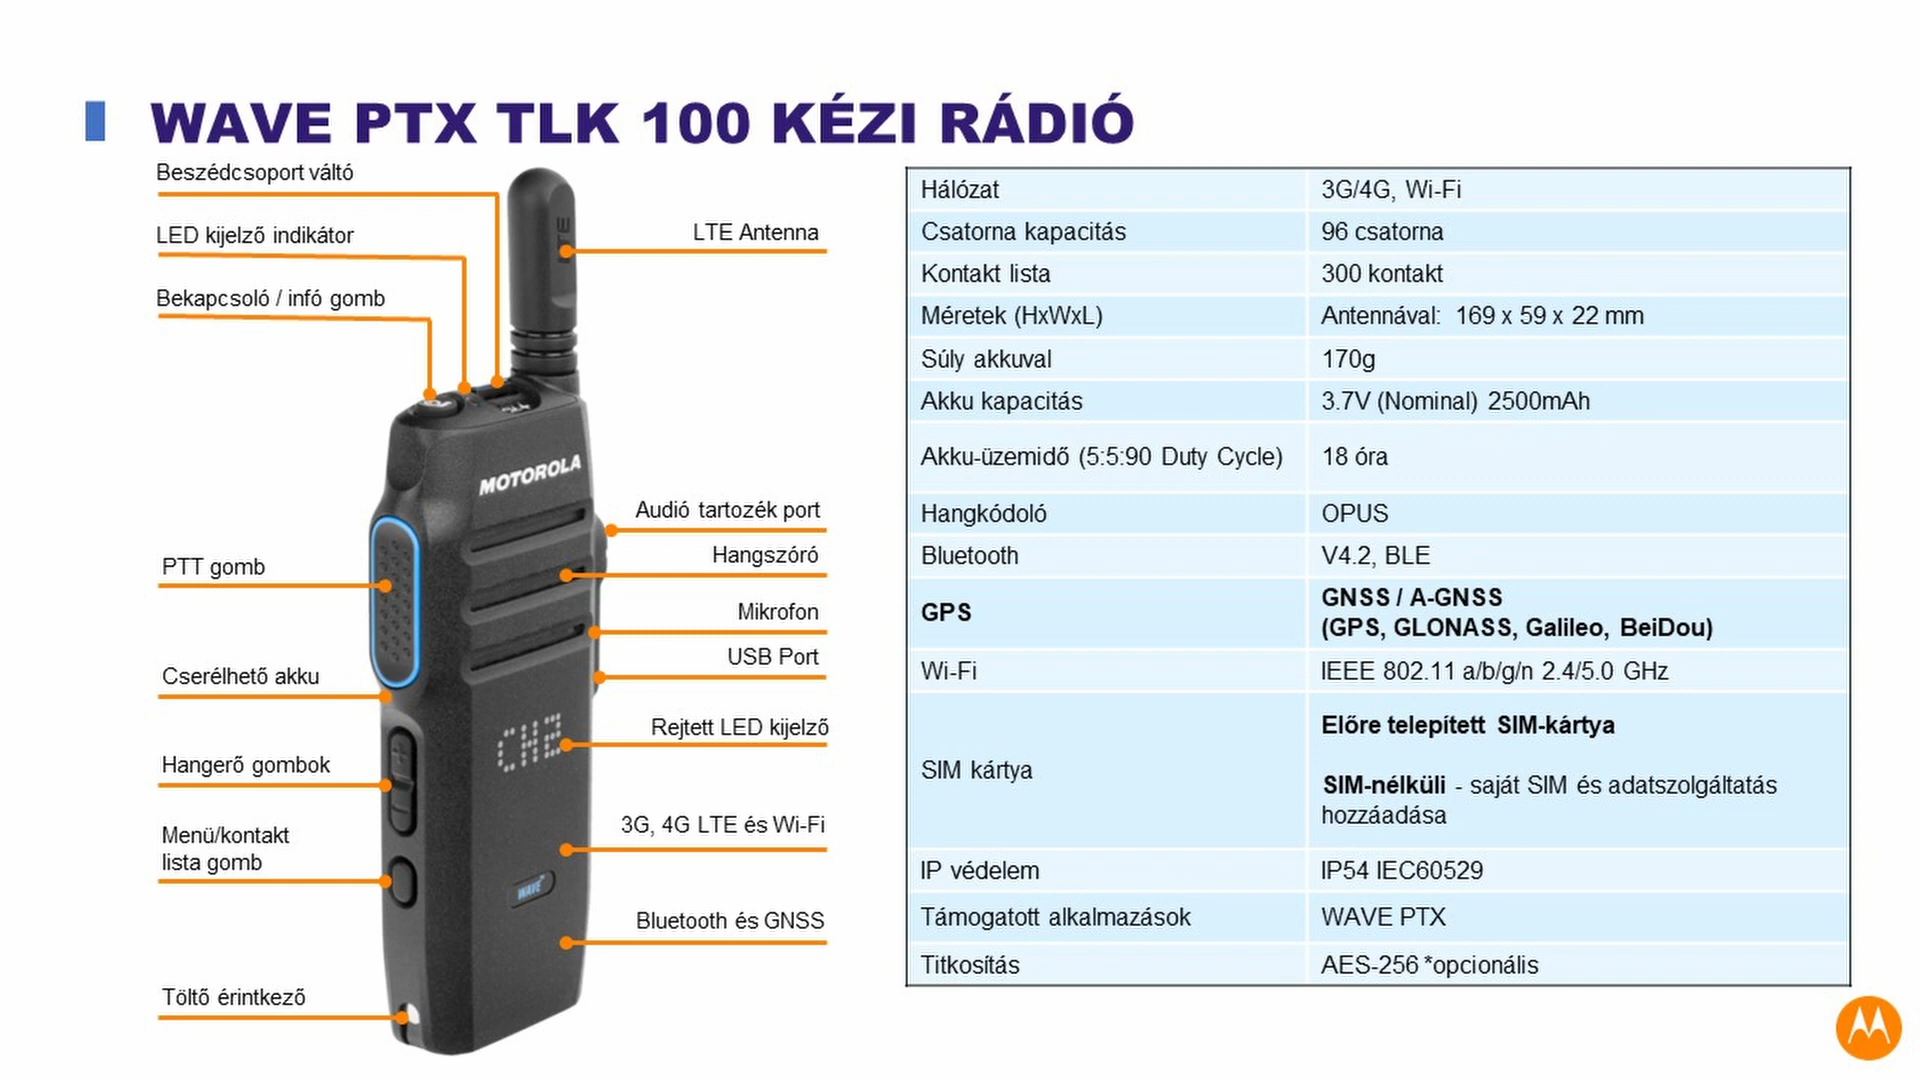 WAVE PTX TLK 100 KÉZI RÁDIÓ
Beszédcsoport váltó
LED kijelző indikátor
Bekapcsoló / infó gomb
PTT gomb
Cserélhető akku
Hangerő gombok
Menü/kontakt
lista gomb
Töltő érintkező
LTE
MOTOROLA
CH2
WAVE
LTE Antenna
Audió tartozék port
Hangszóró
Mikrofon
USB Port
Rejtett LED kijelző
3G, 4G LTE és Wi-Fi
Bluetooth és GNSS
Hálózat 3G/4G, Wi-Fi
Csatorna kapacitás 96 csatorna
Kontakt lista 300 kontakt
Méretek (HxWxL) Antennával: 169 x 59 x 22 mm
Súly akkuval 170g
Akku kapacitás 3.7V (Nominal) 2500mAh
Akku-üzemidő (5:5:90 Duty Cycle) 18 óra
Hangkódoló OPUS
Bluetooth V4.2, BLE
GPS GNSS / A-GNSS
(GPS, GLONASS, Galileo, BeiDou)
Wi-Fi IEEE 802.11 a/b/g/n 2.4/5.0 GHz
SIM kártya Előre telepített SIM-kártya
SIM-nélküli - saját SIM és adatszolgáltatás
hozzáadása
IP védelem IP54 IEC60529
Támogatott alkalmazások WAVE PTX
Titkosítás AES-256 *opcionális